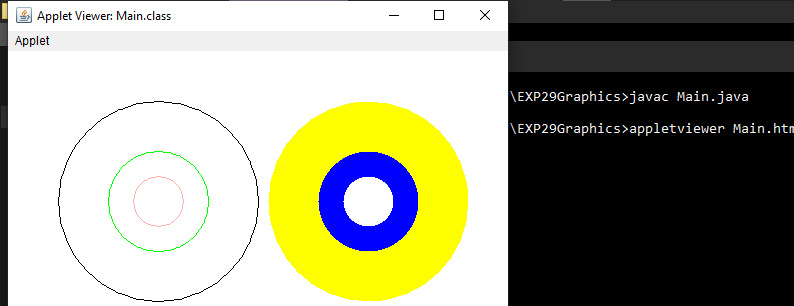 Applet Viewer: Main.class
Applet
\EXP29Graphics>javac Main.java
\EXP29Graphics>appletviewer Main.htm